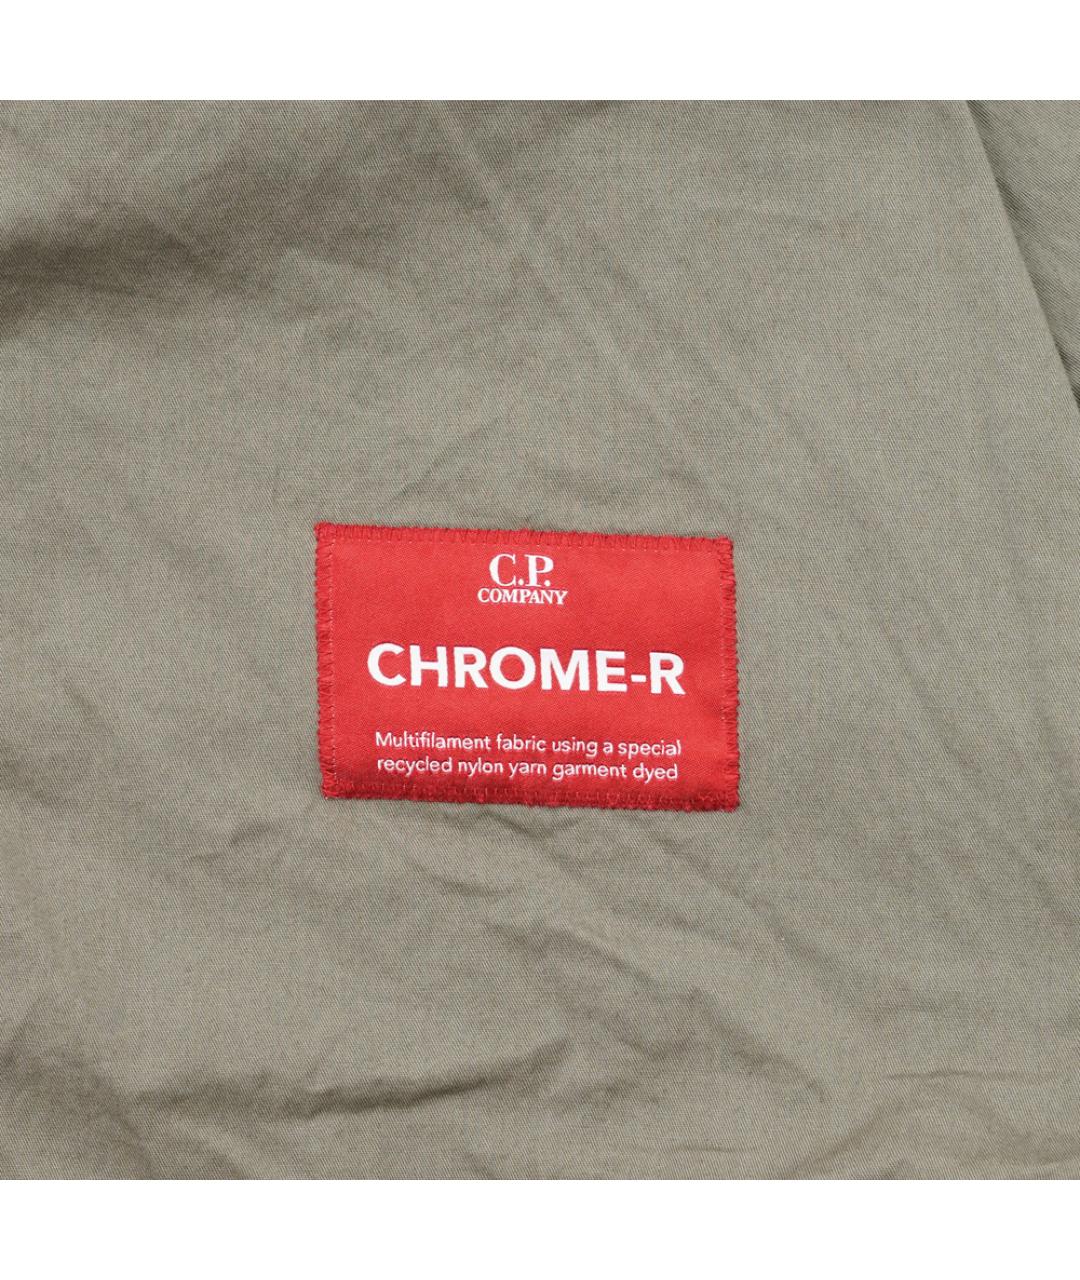 C.P.
COMPANY
CHROME-R
Multifilament fabric using a special
recycled nylon yarn garment dyed